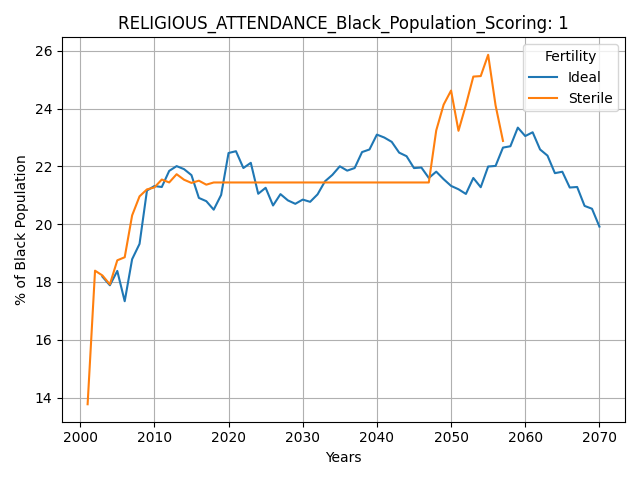 RELIGIOUS_ATTENDANCE_Black_Population_Scoring: 1
Fertility
Ideal
Sterile
% of Black Population
26
24
22
20
18
16
14
2000 2010 2020 2030 2040 2050 2060 2070
Years